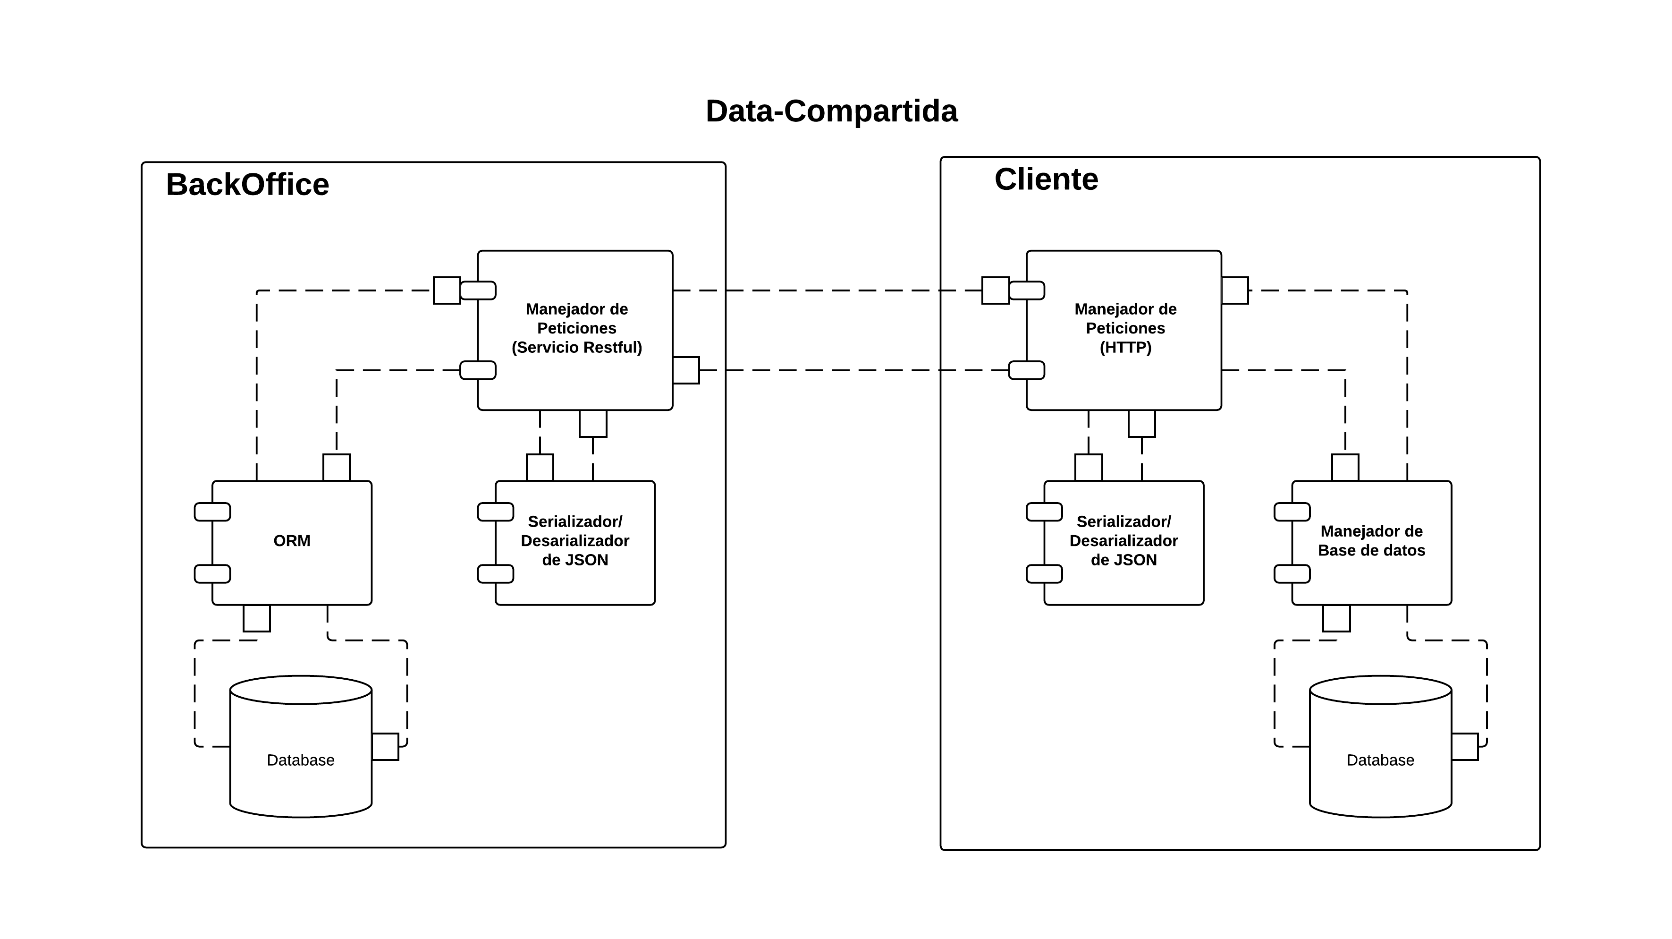 Data-Compartida
BackOffice
Manejador de
Peticiones
(Servicio Restful)
ORM
Serializador/
Desarializador
de JSON
Database
Cliente
Manejador de
Peticiones
(HTTP)
Serializador/
Desarializador
de JSON
Manejador de
Base de datos
Database